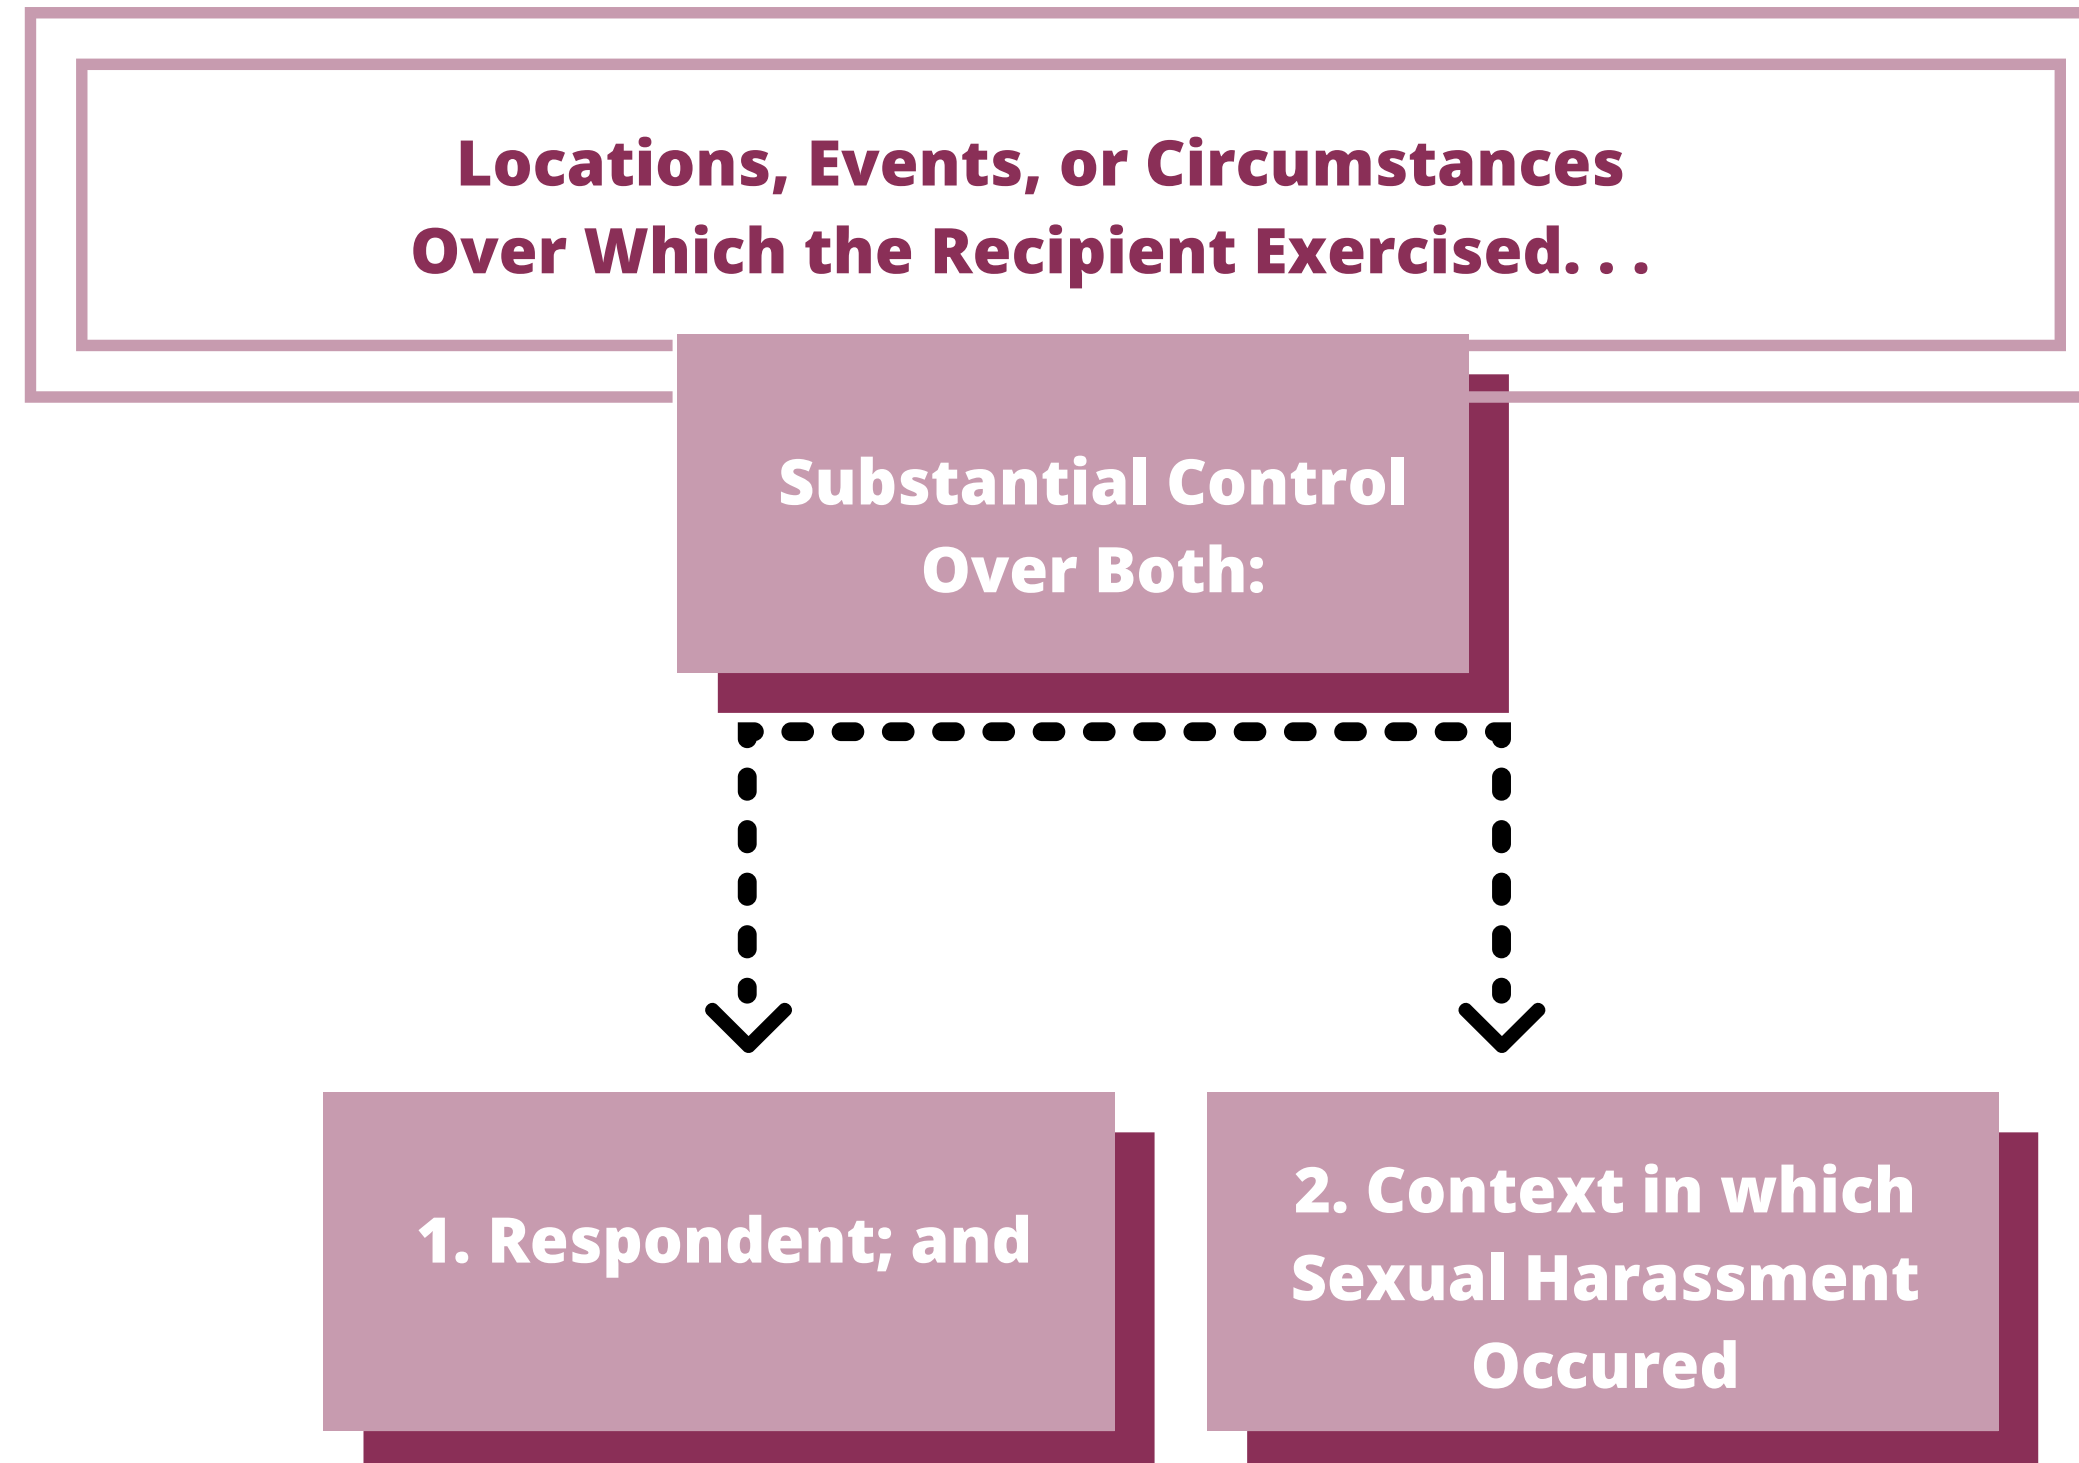 Locations, Events, or Circumstances
Over Which the Recipient Exercised. . .
Substantial Control
Over Both:
1. Respondent; and
2. Context in which
Sexual Harassment
Occured